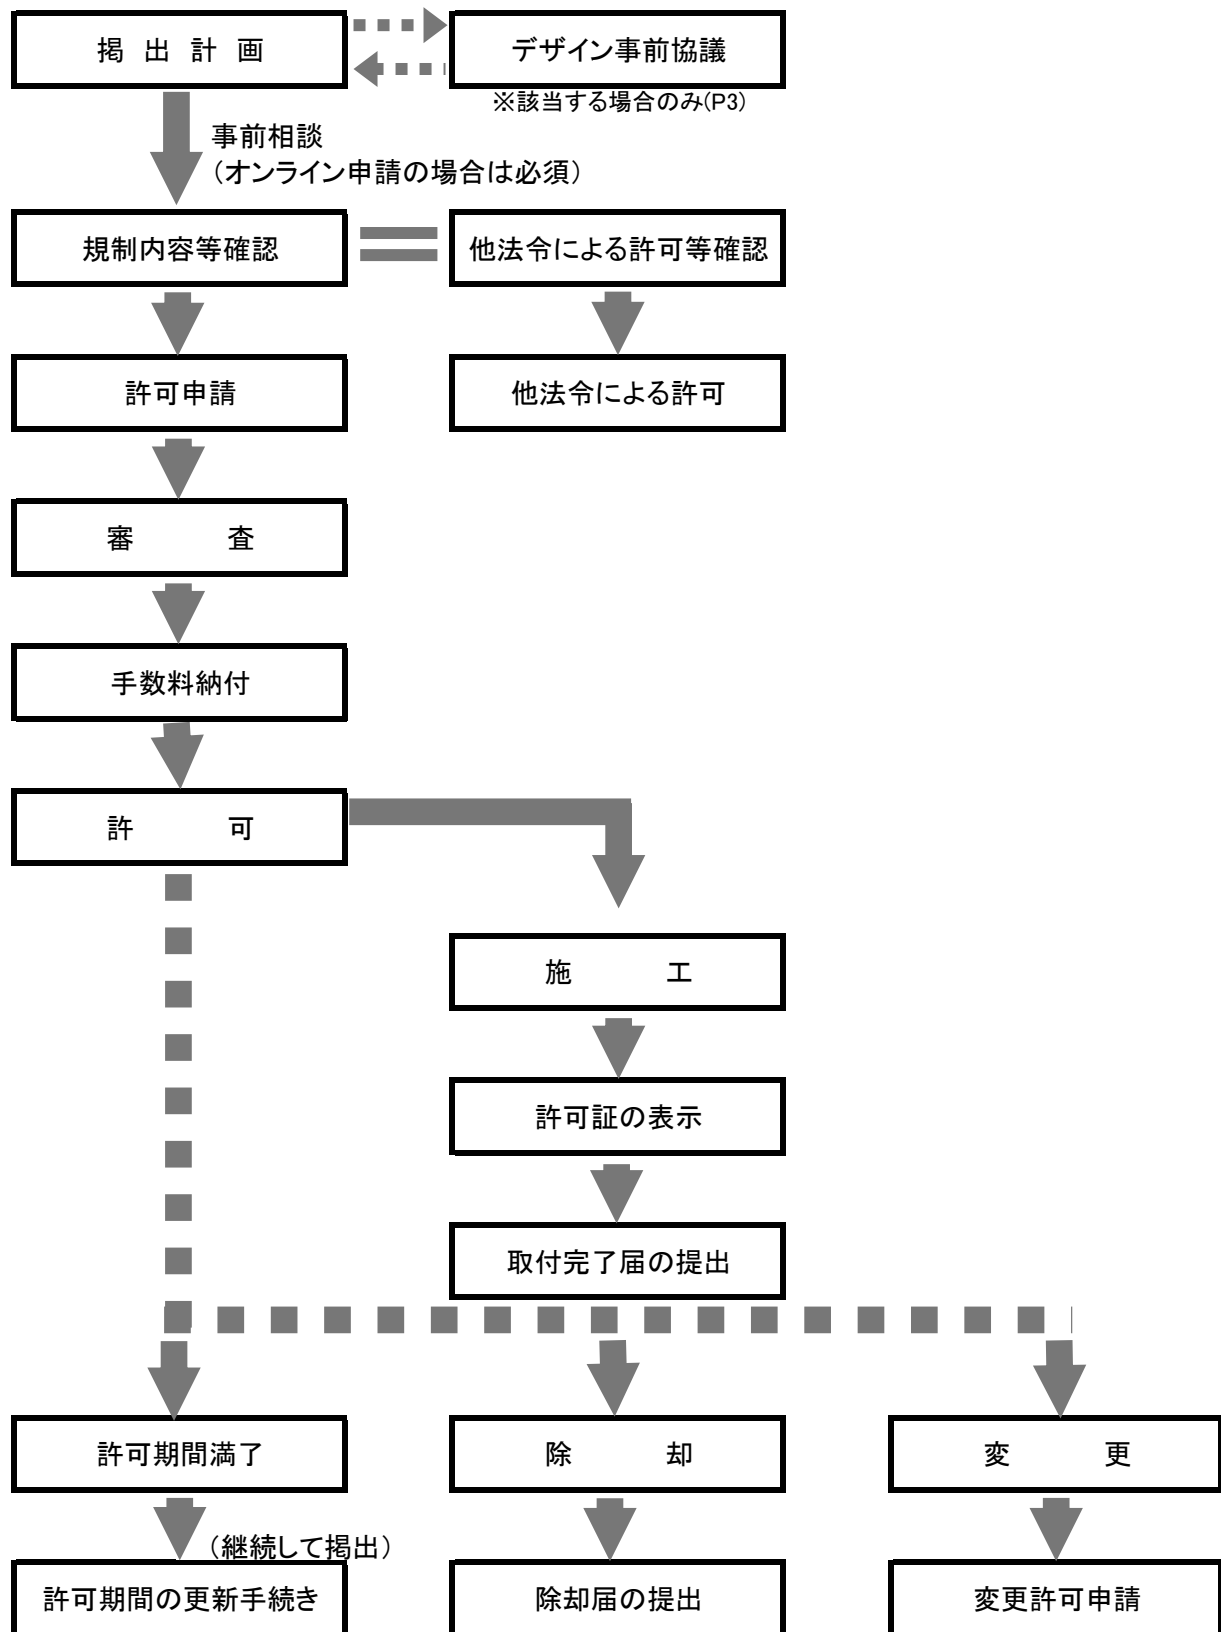 掲 出 計 画
デザイン事前協議
※該当する場合のみ(P3)
事前相談
(オンライン申請の場合は必須)
規制内容等確認
他法令による許可等確認
許可申請
他法令による許可
審 査
手数料納付
許 可
施 工
許可証の表示
取付完了届の提出
許可期間満了
除 却
変 更
(継続して掲出)
許可期間の更新手続き
除却届の提出
変更許可申請